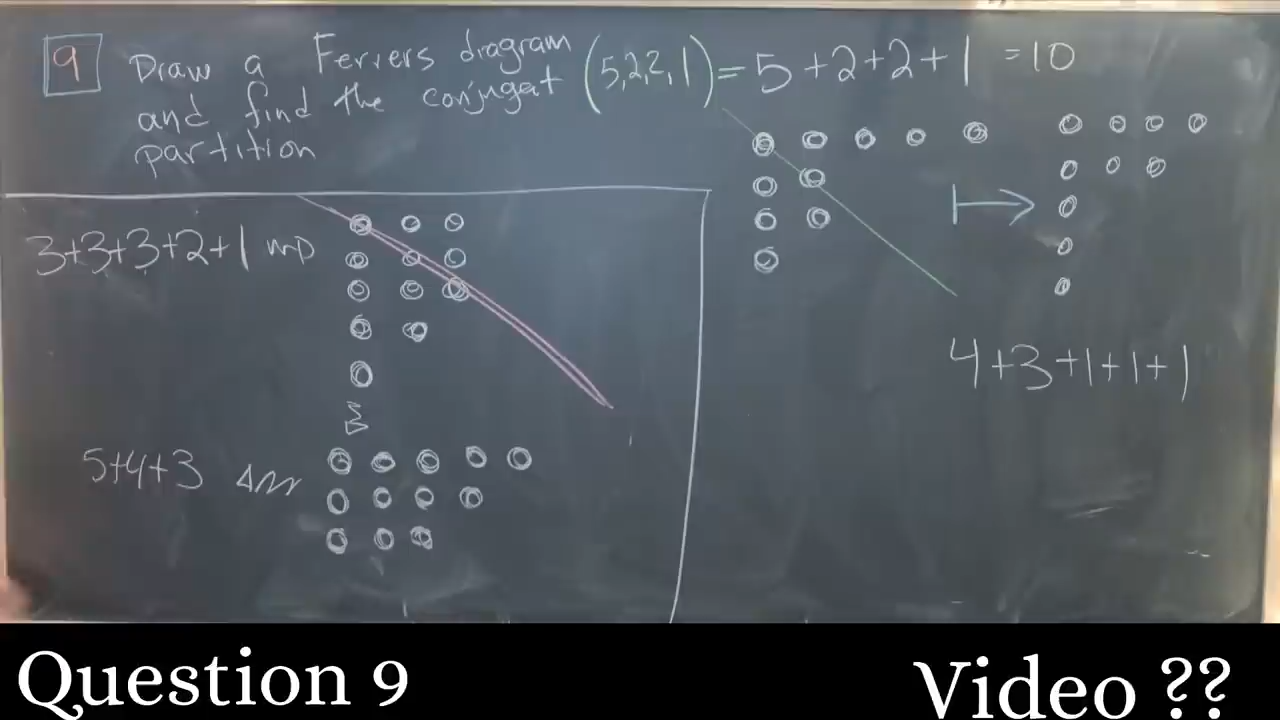 9 Draw a Ferrers diagram
and find the conjugat (5,2,2,1) = 5+2+2+1 = 10
partition
3+3+3+2+1
5+4+3
4+3+1+1+1
Question 9
Video ??